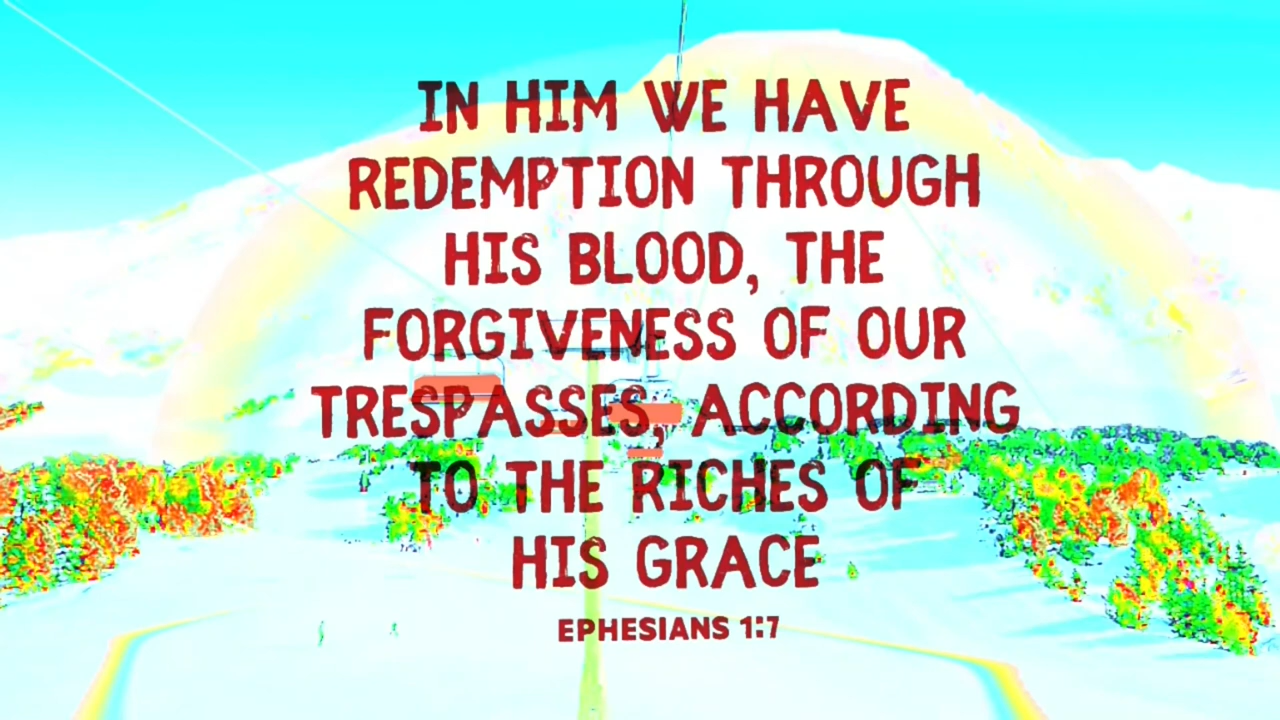 IN HIM WE HAVE
REDEMPTION THROUGH
HIS BLOOD, THE
FORGIVENESS OF OUR
TRESPASSES, ACCORDING
TO THE RICHES OF
HIS GRACE
EPHESIANS 1:7